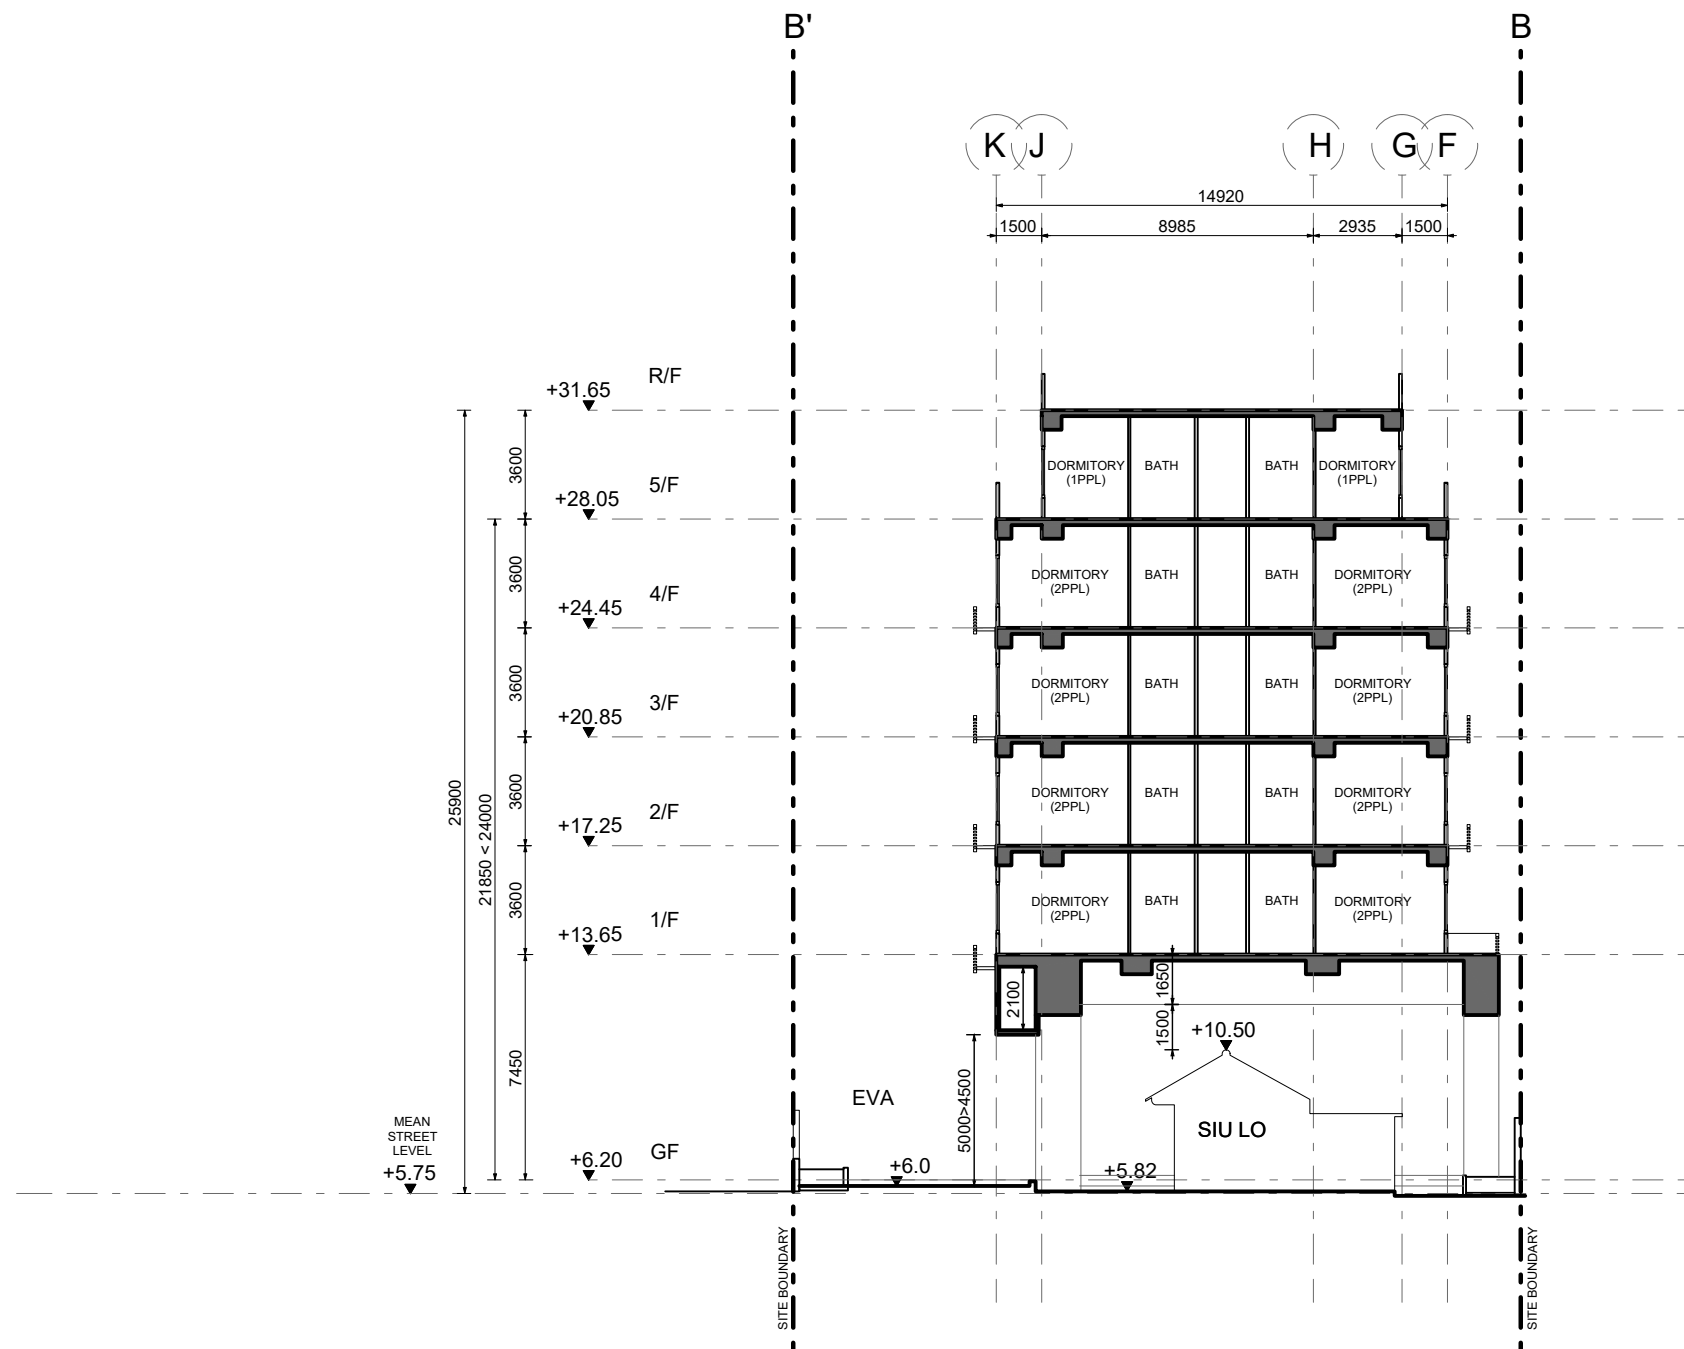 B'
B
K
J
H
G
F
14920
1500
8985
2935
1500
R/F
+31.65
3600
DORMITORY
(1PPL)
BATH
BATH
DORMITORY
(1PPL)
5/F
+28.05
3600
DORMITORY
(2PPL)
BATH
BATH
DORMITORY
(2PPL)
4/F
+24.45
3600
DORMITORY
(2PPL)
BATH
BATH
DORMITORY
(2PPL)
3/F
+20.85
3600
DORMITORY
(2PPL)
BATH
BATH
DORMITORY
(2PPL)
2/F
+17.25
25900
21850 < 24000
3600
DORMITORY
(2PPL)
BATH
BATH
DORMITORY
(2PPL)
1/F
+13.65
1650
2100
1500
+10.50
7450
EVA
5000>4500
SIU LO
MEAN
STREET
LEVEL
+5.75
GF
+6.20
+6.0
+5.82
SITE BOUNDARY
SITE BOUNDARY